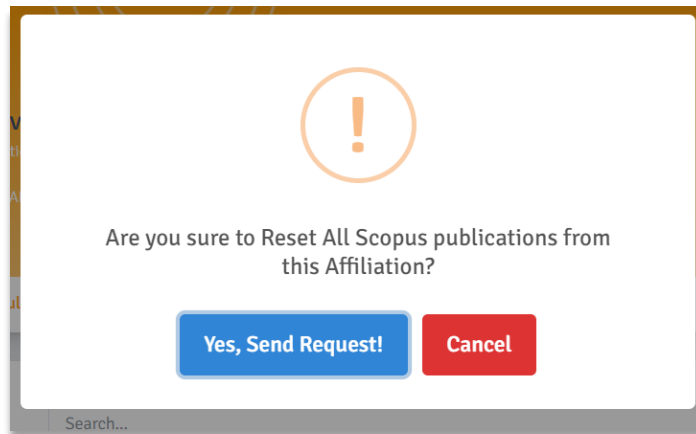 !
Are you sure to Reset All Scopus publications from
this Affiliation?
Yes, Send Request!
Cancel
Search...